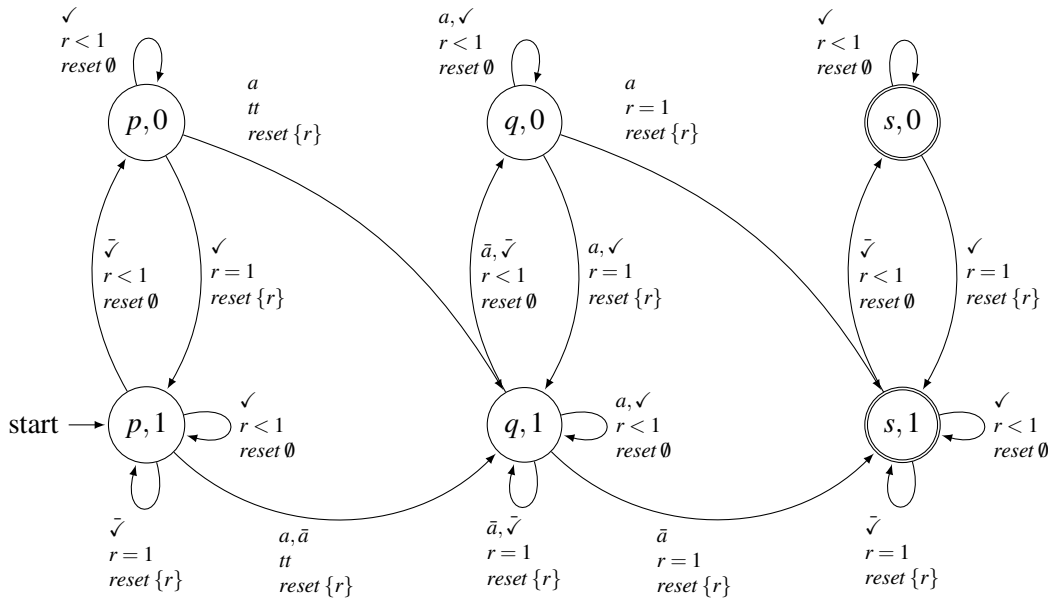 ✓
r < 1
reset ∅
a, ✓
r < 1
reset ∅
✓
r < 1
reset ∅
a
tt
reset {r}
a
r = 1
reset {r}
p, 0
q, 0
s, 0
✓̄
r < 1
reset ∅
✓
r = 1
reset {r}
ā, ✓̄
r < 1
reset ∅
a, ✓
r = 1
reset {r}
✓̄
r < 1
reset ∅
✓
r = 1
reset {r}
start
p, 1
✓
r < 1
reset ∅
q, 1
a, ✓
r < 1
reset ∅
s, 1
✓
r < 1
reset ∅
✓̄
r = 1
reset {r}
a, ā
tt
reset {r}
ā, ✓̄
r = 1
reset {r}
ā
r = 1
reset {r}
✓̄
r = 1
reset {r}